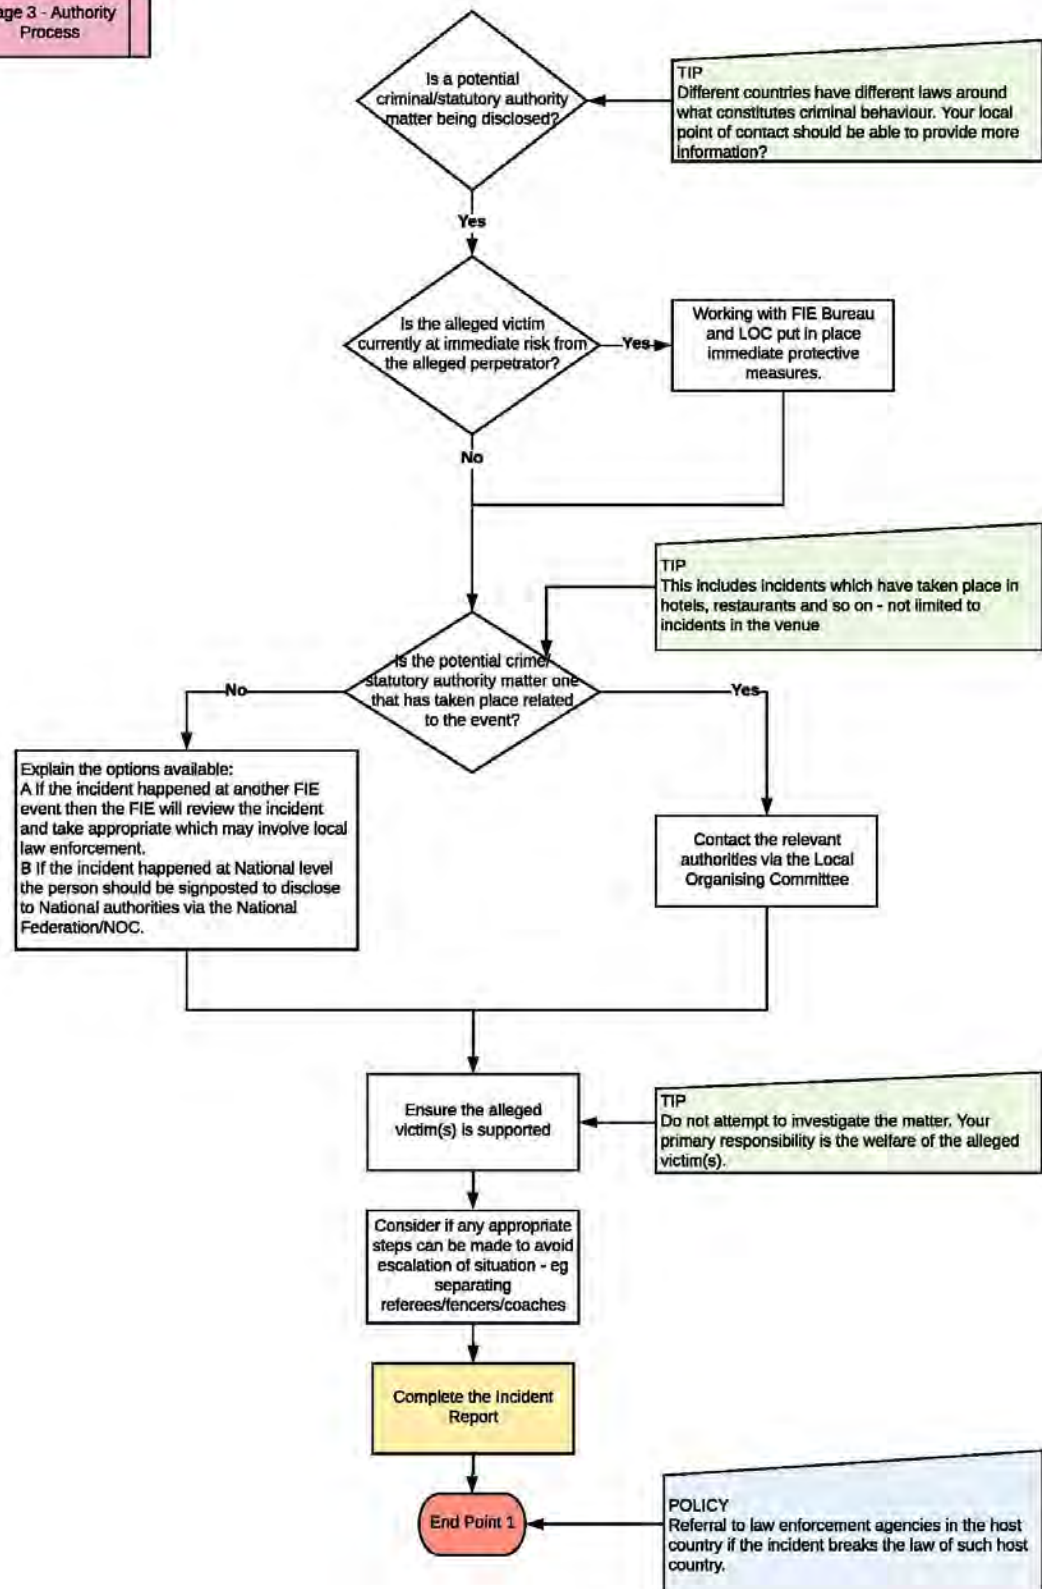 age 3 - Authority
Process
Is a potential
criminal/statutory authority
matter being disclosed?
TIP
Different countries have different laws around
what constitutes criminal behaviour. Your local
point of contact should be able to provide more
information?
Yes
Is the alleged victim
currently at immediate risk from
the alleged perpetrator?
Yes
Working with FIE Bureau
and LOC put in place
immediate protective
measures.
No
TIP
This includes incidents which have taken place in
hotels, restaurants and so on - not limited to
incidents in the venue
Is the potential crime/
statutory authority matter one
that has taken place related
to the event?
No
Yes
Explain the options available:
A If the incident happened at another FIE
event then the FIE will review the incident
and take appropriate which may involve local
law enforcement.
B If the incident happened at National level
the person should be signposted to disclose
to National authorities via the National
Federation/NOC.
Contact the relevant
authorities via the Local
Organising Committee
Ensure the alleged
victim(s) is supported
TIP
Do not attempt to investigate the matter. Your
primary responsibility is the welfare of the alleged
victim(s).
Consider if any appropriate
steps can be made to avoid
escalation of situation - eg
separating
referees/fencers/coaches
Complete the Incident
Report
End Point 1
POLICY
Referral to law enforcement agencies in the host
country if the incident breaks the law of such host
country.